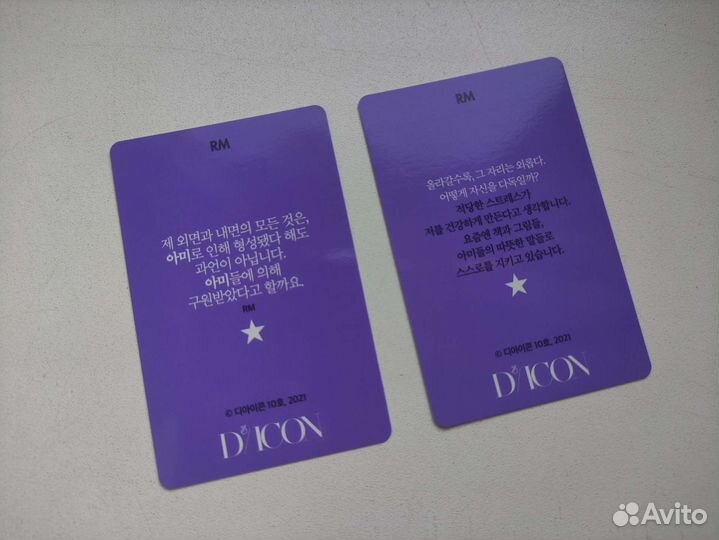 RM
제 외면과 내면의 모든 것은,
아미로 인해 형성됐다 해도
과언이 아닙니다.
아미들에 의해
구원받았다고 할까요.
RM
© 디아이콘 10호, 2021
D/ICON
RM
올라갈수록, 그 자리는 외롭다.
어떻게 자신을 다독일까?
적당한 스트레스가
저를 건강하게 만든다고 생각합니다.
요즘엔 책과 그림들,
아미들의 따뜻한 말들로
스스로를 지키고 있습니다.
© 디아이콘 10호, 2021
D/ICON
Avito